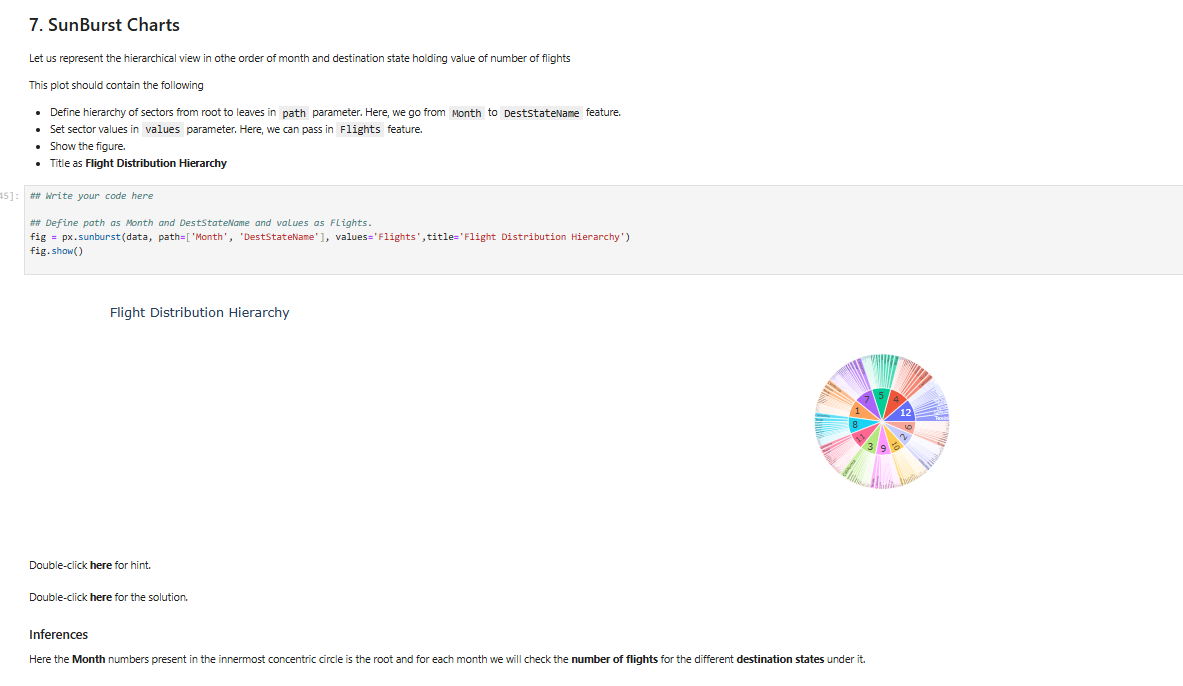 7. SunBurst Charts
Let us represent the hierarchical view in othe order of month and destination state holding value of number of flights
This plot should contain the following
• Define hierarchy of sectors from root to leaves in path parameter. Here, we go from Month to DestStateName feature.
• Set sector values in values parameter. Here, we can pass in Flights feature.
• Show the figure.
• Title as Flight Distribution Hierarchy
45]:
## Write your code here
## Define path as Month and DestStateName and values as Flights.
fig = px.sunburst(data, path=['Month', 'DestStateName'], values='Flights',title='Flight Distribution Hierarchy')
fig.show()
Flight Distribution Hierarchy
5
4
12
6
2
10
9
3
11
8
1
7
California
Double-click here for hint.
Double-click here for the solution.
Inferences
Here the Month numbers present in the innermost concentric circle is the root and for each month we will check the number of flights for the different destination states under it.